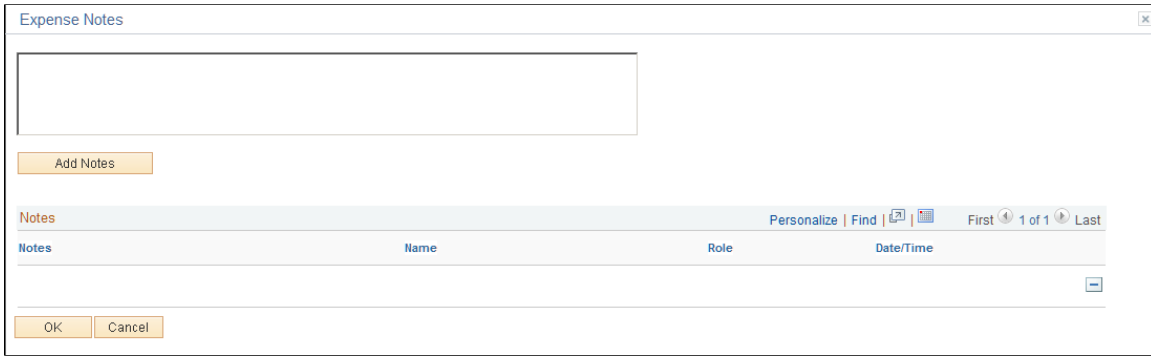 Expense Notes
Add Notes
Notes Personalize | Find | | First 1 of 1 Last
Notes Name Role Date/Time
OK Cancel